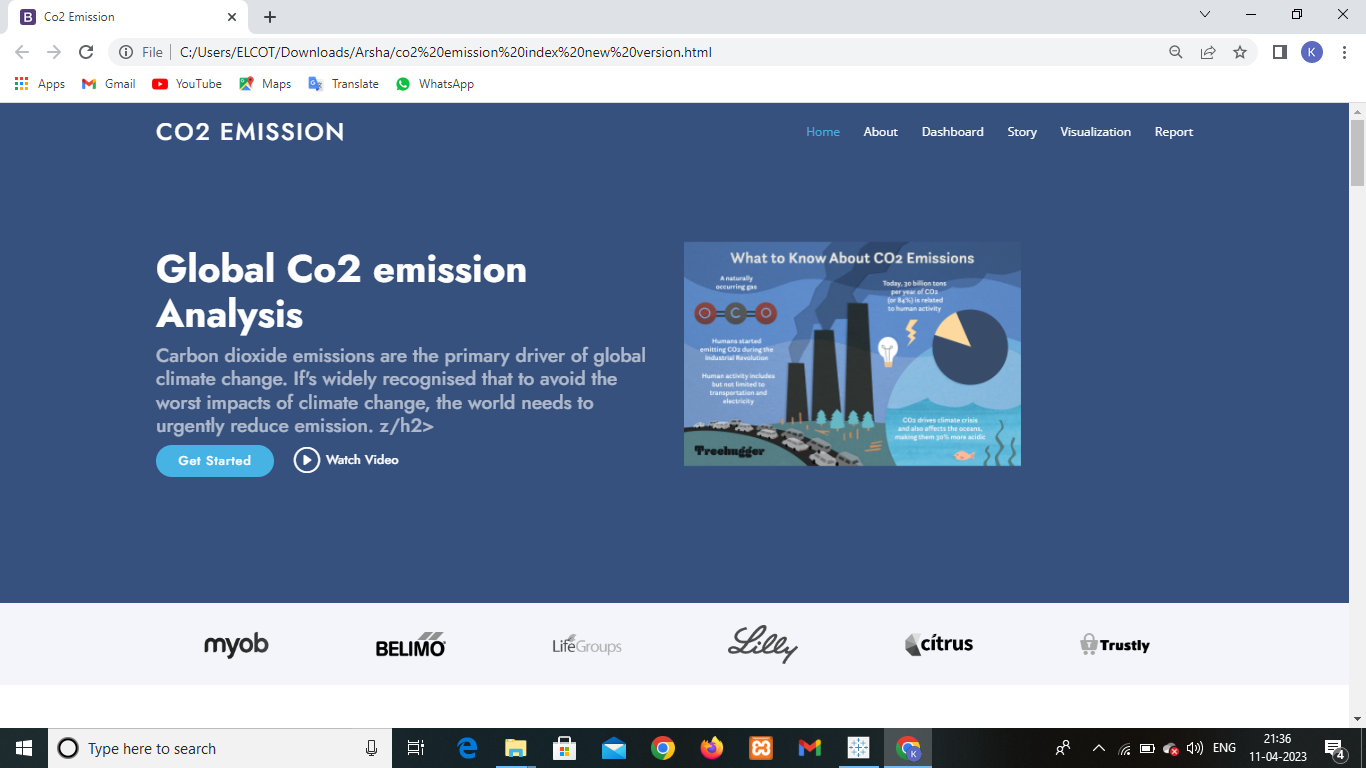 Co2 Emission
File
C:/Users/ELCOT/Downloads/Arsha/co2%20emission%20index%20new%20version.html
K
Apps Gmail YouTube Maps Translate WhatsApp
CO2 EMISSION
Home About Dashboard Story Visualization Report
Global Co2 emission
Analysis
Carbon dioxide emissions are the primary driver of global
climate change. If's widely recognised that to avoid the
worst impacts of climate change, the world needs to
urgently reduce emission. z/h2>
Get Started
Watch Video
What to Know About CO2 Emissions
A naturally
occurring gas
O C O
Humans started
emitting CO2 during the
Industrial Revolution
Human activity includes
but not limited to
transportation and
electricity
Today, 30 billion tons
per year of CO2
(or 84%) is related
to human activity
CO2 drives climate crisis
and also affects the oceans,
making them 30% more acidic
Treehugger
myob BELIMO LifeGroups Lilly cítrus Trustly
Type here to search
ENG
21:36
11-04-2023
4